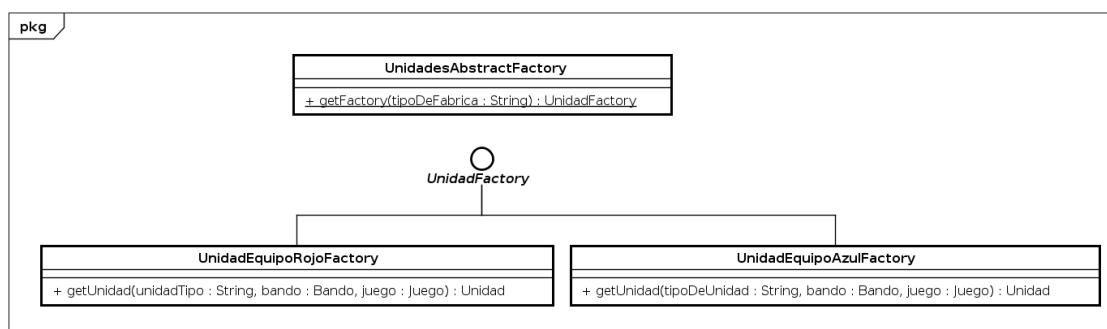 pkg
UnidadesAbstractFactory
+ getFactory(tipoDeFabrica : String) : UnidadFactory
UnidadFactory
UnidadEquipoRojoFactory
+ getUnidad(unidadTipo : String, bando : Bando, juego : Juego) : Unidad
UnidadEquipoAzulFactory
+ getUnidad(tipoDeUnidad : String, bando : Bando, juego : Juego) : Unidad